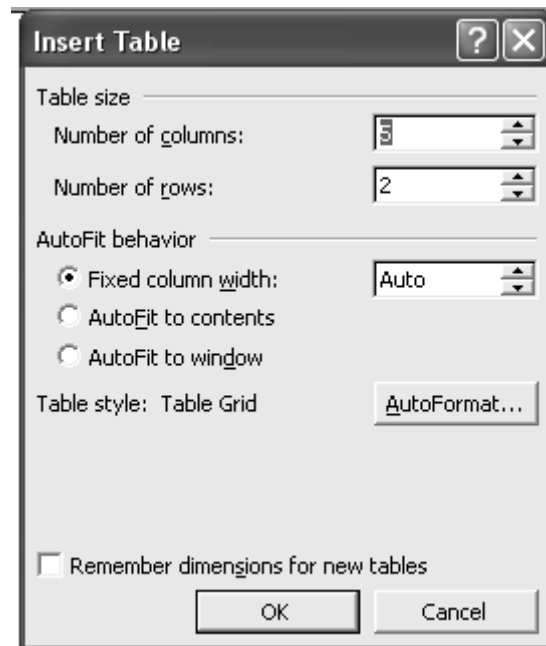 Insert Table
Table size
Number of columns: 5
Number of rows: 2
AutoFit behavior
Fixed column width: Auto
AutoFit to contents
AutoFit to window
Table style: Table Grid AutoFormat...
Remember dimensions for new tables
OK Cancel